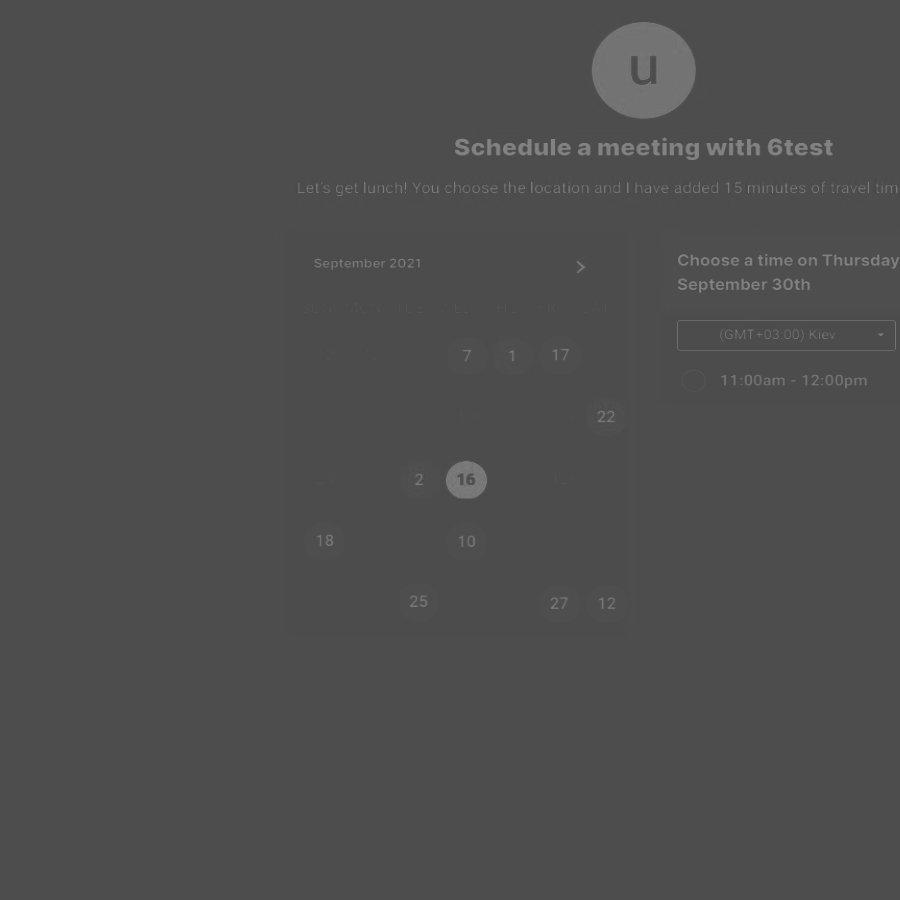 u
Schedule a meeting with 6test
Let's get lunch! You choose the location and I have added 15 minutes of travel tim
September 2021
7 1 17
22
2 16
18 10
25 27 12
Choose a time on Thursday
September 30th
(GMT+03:00) Kiev
11:00am - 12:00pm